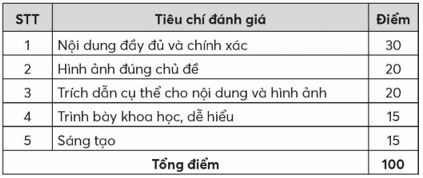 STT Tiêu chí đánh giá Điểm
1 Nội dung đầy đủ và chính xác 30
2 Hình ảnh đúng chủ đề 20
3 Trích dẫn cụ thể cho nội dung và hình ảnh 20
4 Trình bày khoa học, dễ hiểu 15
5 Sáng tạo 15
Tổng điểm 100